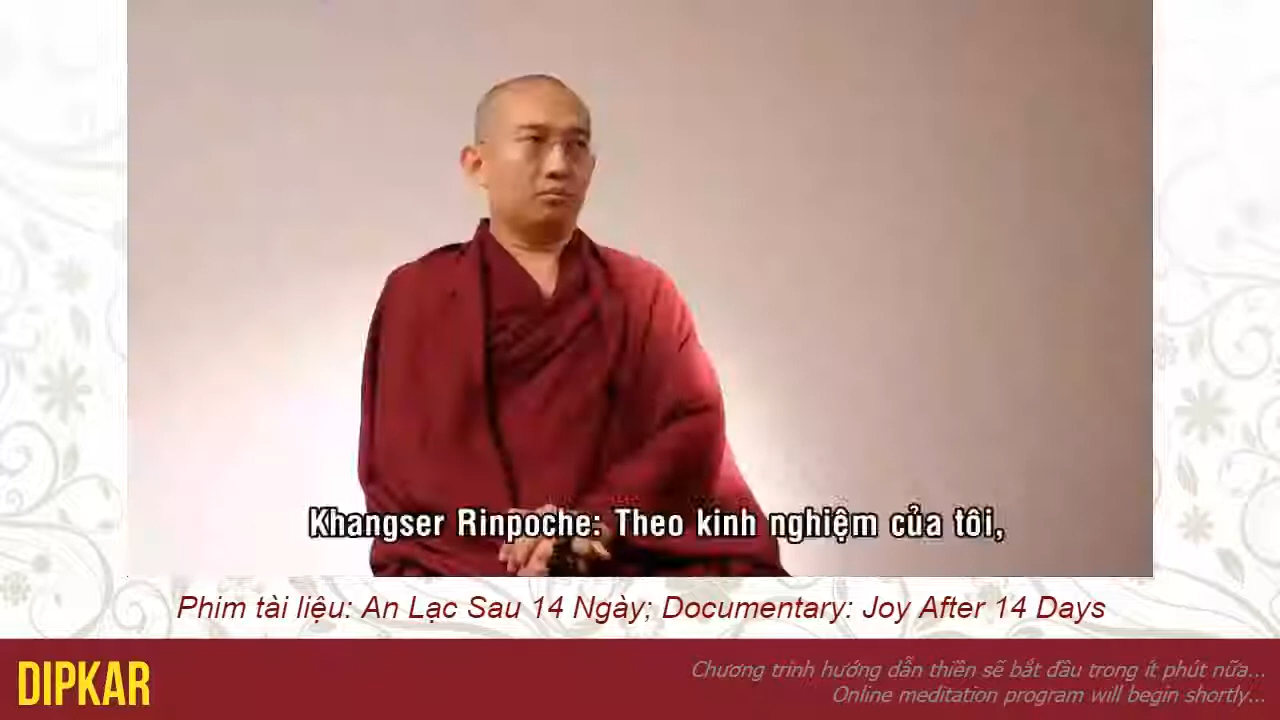 Khangser Rinpoche: Theo kinh nghiệm của tôi,
Phim tài liệu: An Lạc Sau 14 Ngày; Documentary: Joy After 14 Days
DIPKAR
Chương trình hướng dẫn thiền sẽ bắt đầu trong ít phút nữa...
Online meditation program will begin shortly...